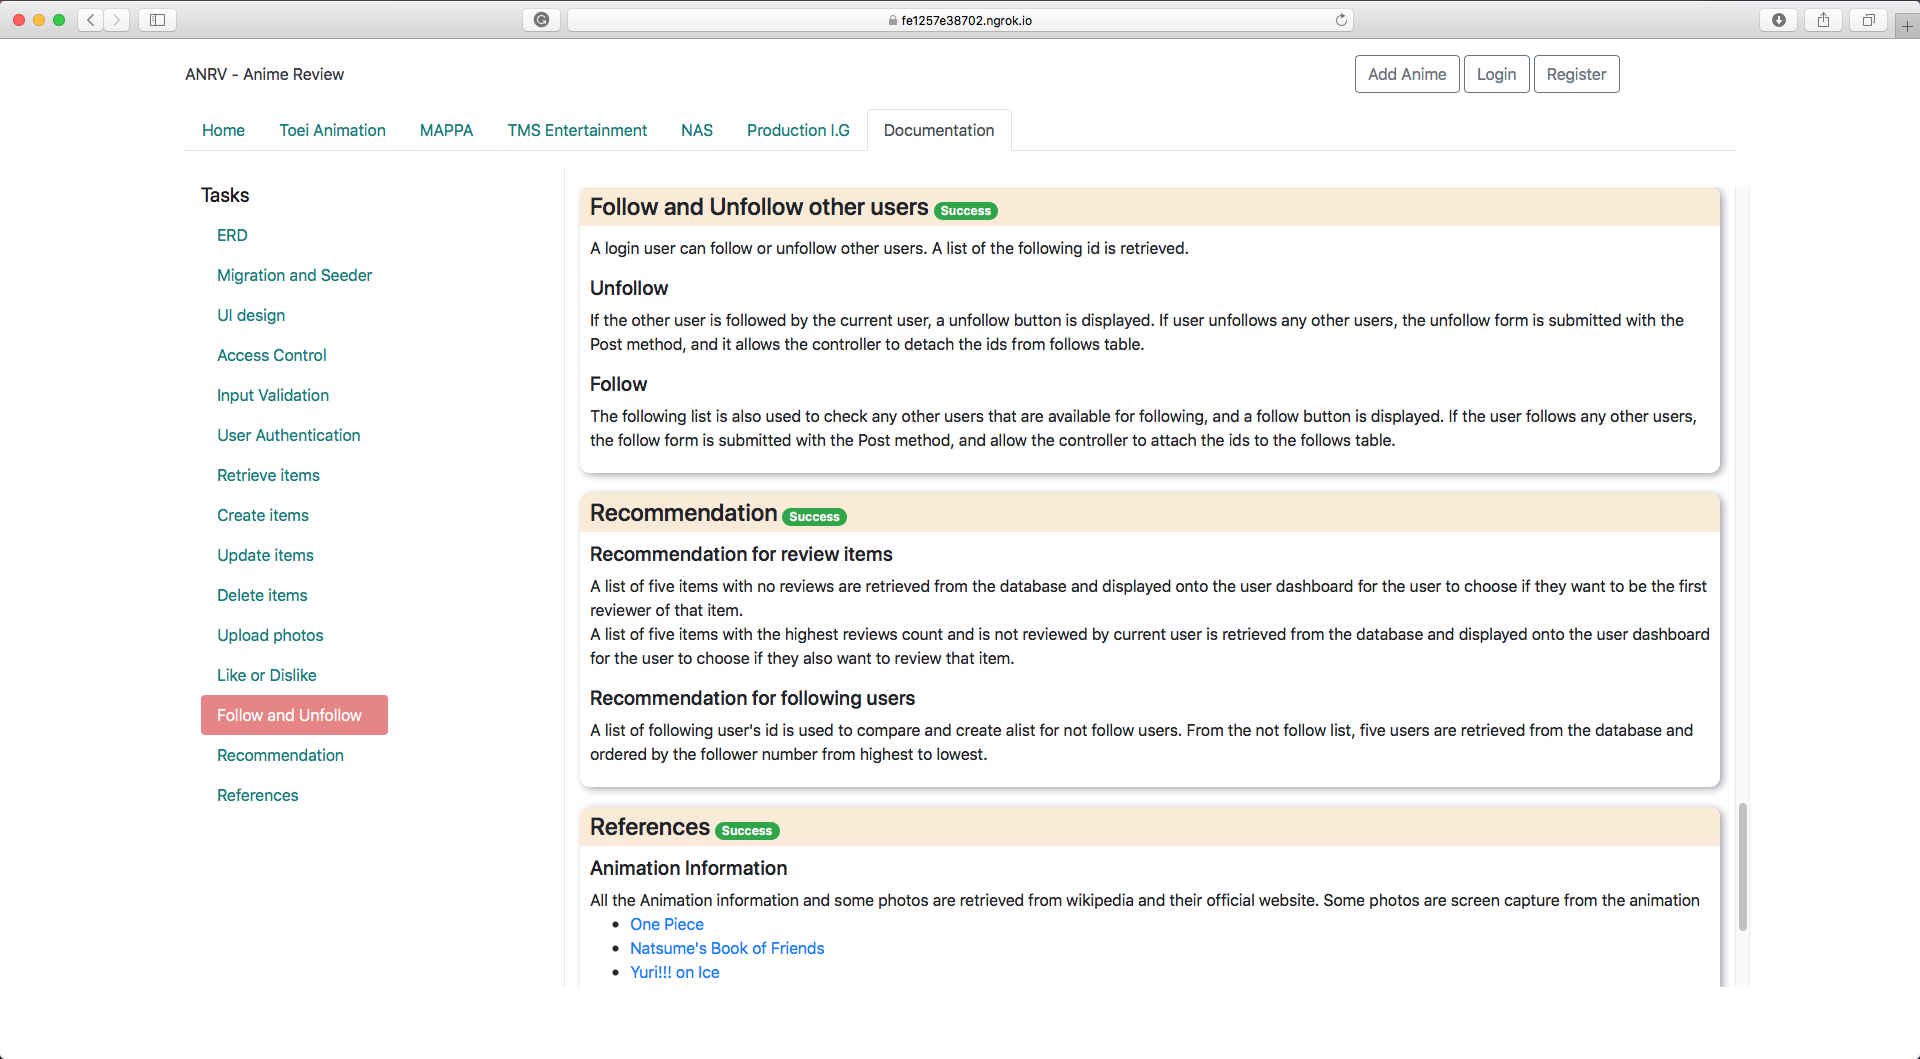 fe1257e38702.ngrok.io
ANRV - Anime Review
Add Anime Login Register
Home Toei Animation MAPPA TMS Entertainment NAS Production I.G Documentation
Tasks
ERD
Migration and Seeder
UI design
Access Control
Input Validation
User Authentication
Retrieve items
Create items
Update items
Delete items
Upload photos
Like or Dislike
Follow and Unfollow
Recommendation
References
Follow and Unfollow other users Success
A login user can follow or unfollow other users. A list of the following id is retrieved.
Unfollow
If the other user is followed by the current user, a unfollow button is displayed. If user unfollows any other users, the unfollow form is submitted with the
Post method, and it allows the controller to detach the ids from follows table.
Follow
The following list is also used to check any other users that are available for following, and a follow button is displayed. If the user follows any other users,
the follow form is submitted with the Post method, and allow the controller to attach the ids to the follows table.
Recommendation Success
Recommendation for review items
A list of five items with no reviews are retrieved from the database and displayed onto the user dashboard for the user to choose if they want to be the first
reviewer of that item.
A list of five items with the highest reviews count and is not reviewed by current user is retrieved from the database and displayed onto the user dashboard
for the user to choose if they also want to review that item.
Recommendation for following users
A list of following user's id is used to compare and create alist for not follow users. From the not follow list, five users are retrieved from the database and
ordered by the follower number from highest to lowest.
References Success
Animation Information
All the Animation information and some photos are retrieved from wikipedia and their official website. Some photos are screen capture from the animation
One Piece
Natsume's Book of Friends
Yuri!!! on Ice